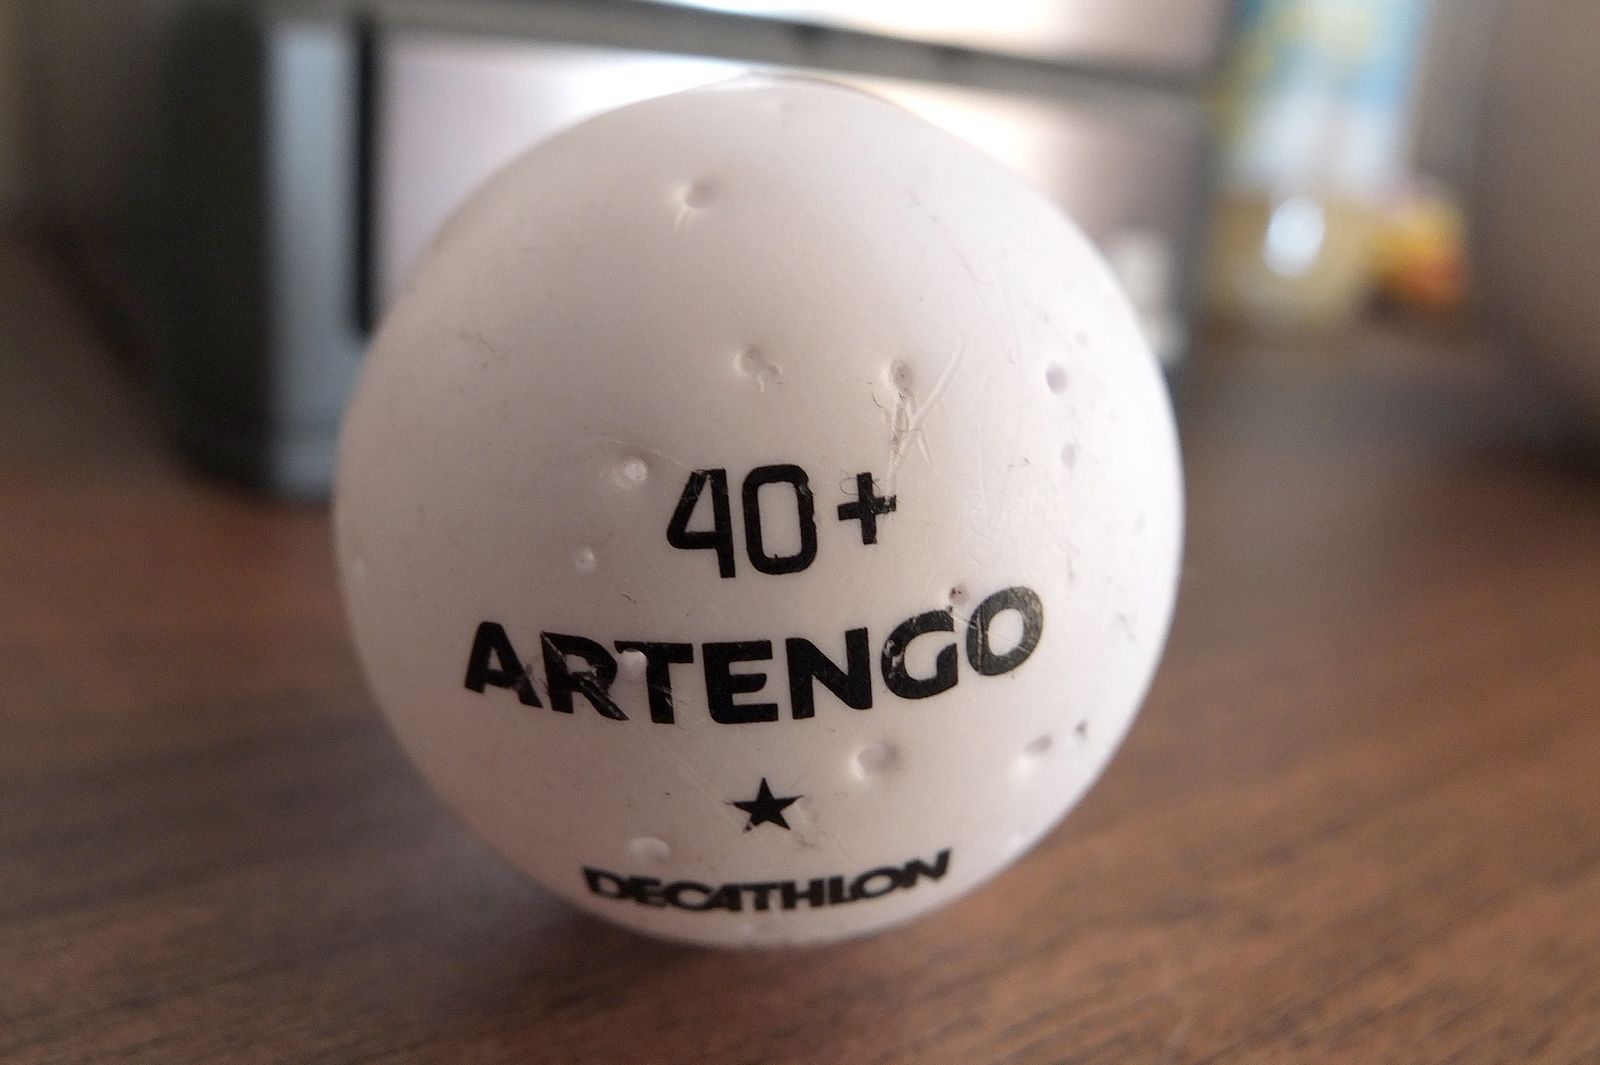 40+
ARTENGO
★
DECATHLON